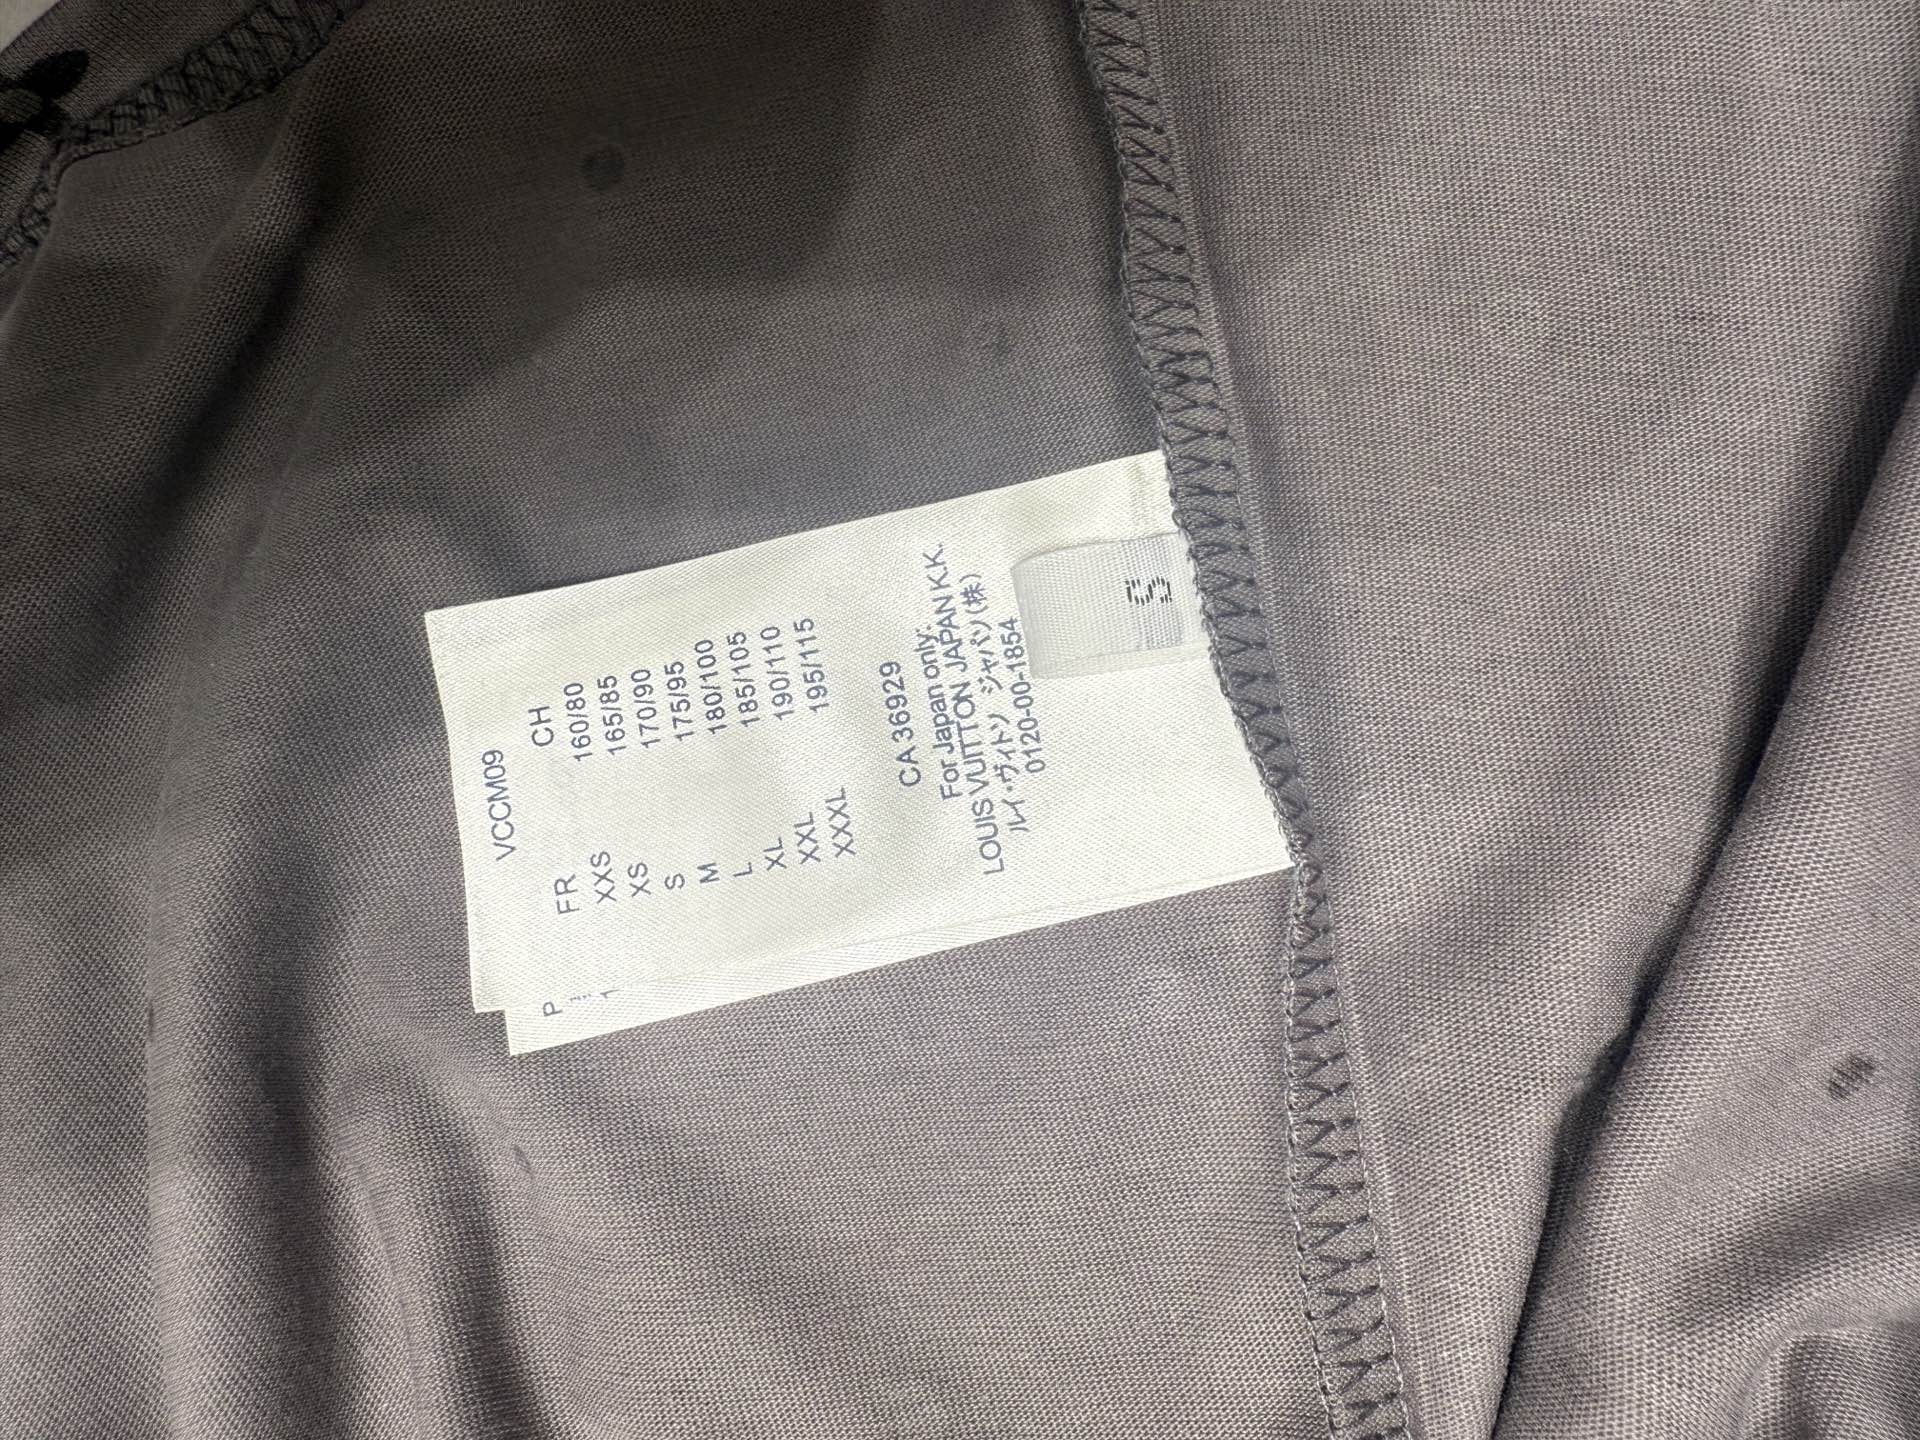 VCCM09
FR CH
XXS 160/80
XS 165/85
S 170/90
M 175/95
L 180/100
XL 185/105
XXL 190/110
XXXL 195/115
CA 36929
For Japan only:
LOUIS VUITTON JAPAN K.K.
ルイ・ヴィトン ジャパン(株)
0120-00-1854
S
P